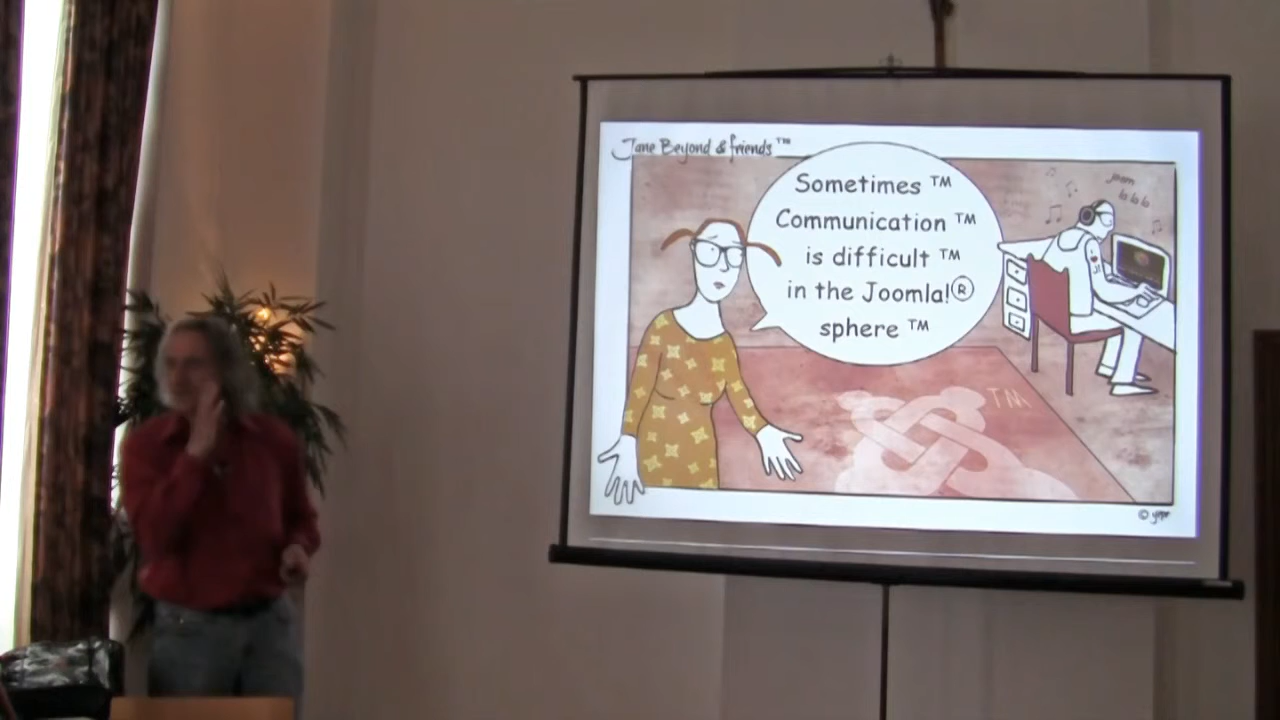 Jane Beyond & friends™
Sometimes ™
Communication ™
is difficult ™
in the Joomla!®
sphere ™
TM